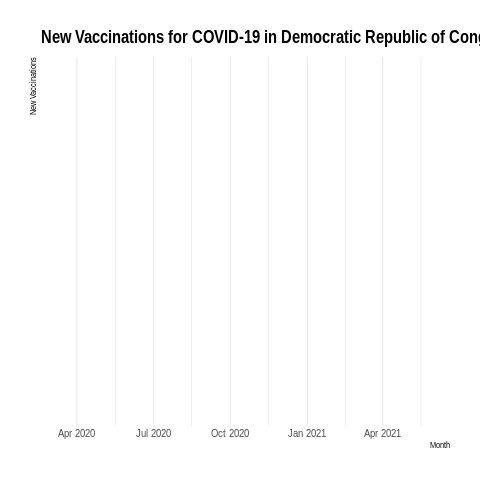 New Vaccinations for COVID-19 in Democratic Republic of Cong
New Vaccinations
Apr 2020 Jul 2020 Oct 2020 Jan 2021 Apr 2021
Month